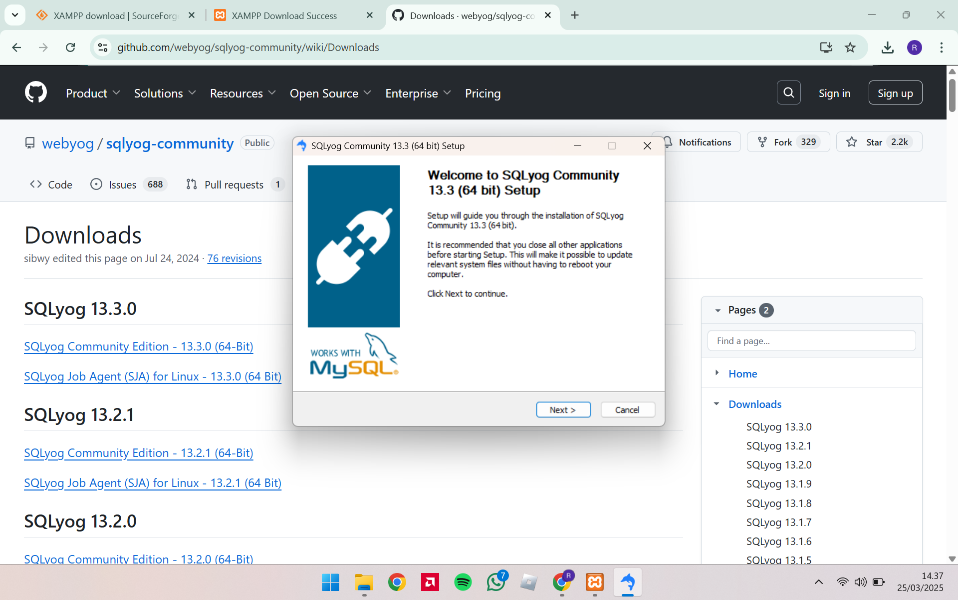 XAMPP download | SourceForg
XAMPP Download Success
Downloads · webyog/sqlyog-co
github.com/webyog/sqlyog-community/wiki/Downloads
R
Product
Solutions
Resources
Open Source
Enterprise
Pricing
Sign in
Sign up
webyog / sqlyog-community
Public
Notifications
Fork 329
Star 2.2k
Code
Issues 688
Pull requests 1
SQLyog Community 13.3 (64 bit) Setup
Welcome to SQLyog Community
13.3 (64 bit) Setup
Setup will guide you through the installation of SQLyog
Community 13.3 (64 bit).
It is recommended that you close all other applications
before starting Setup. This will make it possible to update
relevant system files without having to reboot your
computer.
Click Next to continue.
WORKS WITH
MySQL®
Next >
Cancel
Downloads
sibwy edited this page on Jul 24, 2024 · 76 revisions
SQLyog 13.3.0
SQLyog Community Edition - 13.3.0 (64-Bit)
SQLyog Job Agent (SJA) for Linux - 13.3.0 (64 Bit)
SQLyog 13.2.1
SQLyog Community Edition - 13.2.1 (64-Bit)
SQLyog Job Agent (SJA) for Linux - 13.2.1 (64 Bit)
SQLyog 13.2.0
SQLyog Community Edition - 13.2.0 (64-Bit)
Pages 2
Find a page...
Home
Downloads
SQLyog 13.3.0
SQLyog 13.2.1
SQLyog 13.2.0
SQLyog 13.1.9
SQLyog 13.1.8
SQLyog 13.1.7
SQLyog 13.1.6
SQLyog 13.1.5
7
R
14.37
25/03/2025